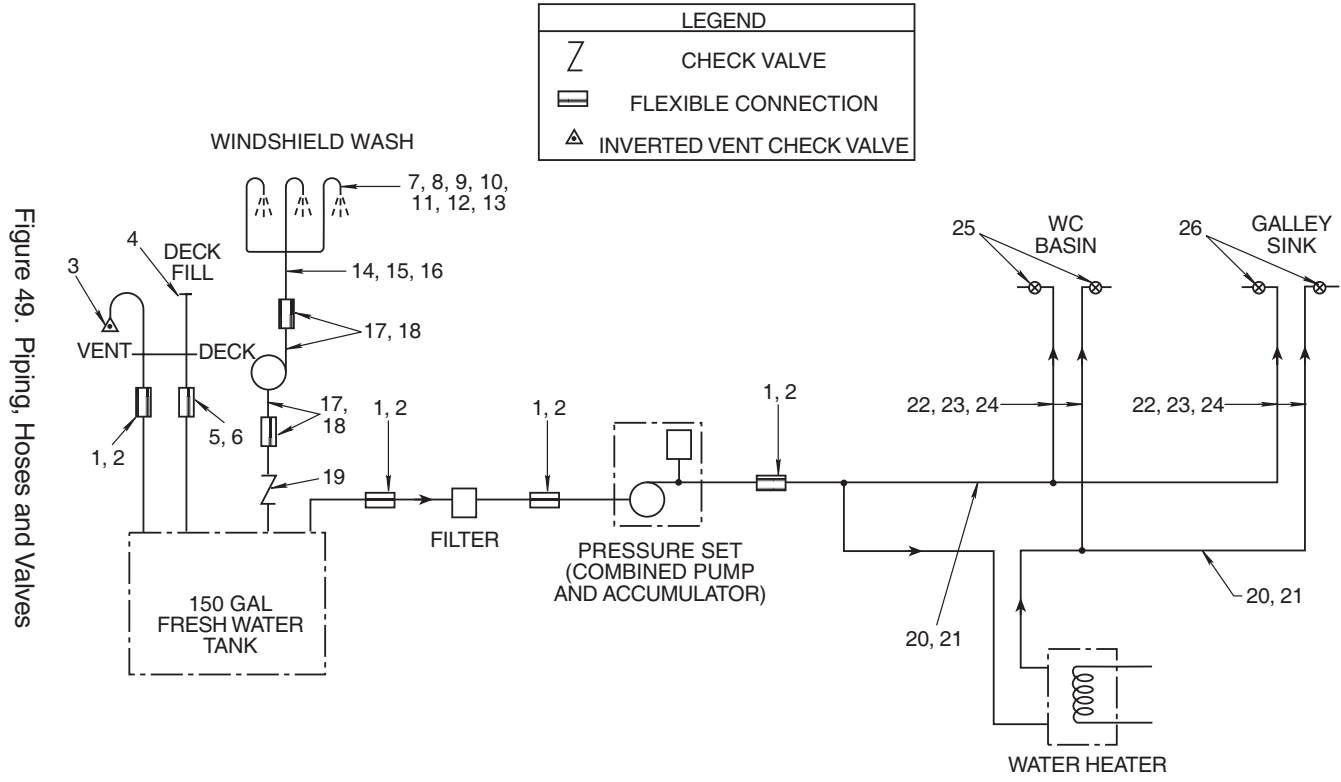 LEGEND
CHECK VALVE
FLEXIBLE CONNECTION
INVERTED VENT CHECK VALVE
WINDSHIELD WASH
7, 8, 9, 10,
11, 12, 13
4
DECK
FILL
3
14, 15, 16
17, 18
VENT
DECK
1, 2
5, 6
17,
18
19
1, 2
1, 2
1, 2
FILTER
PRESSURE SET
(COMBINED PUMP
AND ACCUMULATOR)
150 GAL
FRESH WATER
TANK
25
WC
BASIN
26
GALLEY
SINK
22, 23, 24
22, 23, 24
20, 21
20, 21
WATER HEATER
Figure 49. Piping, Hoses and Valves